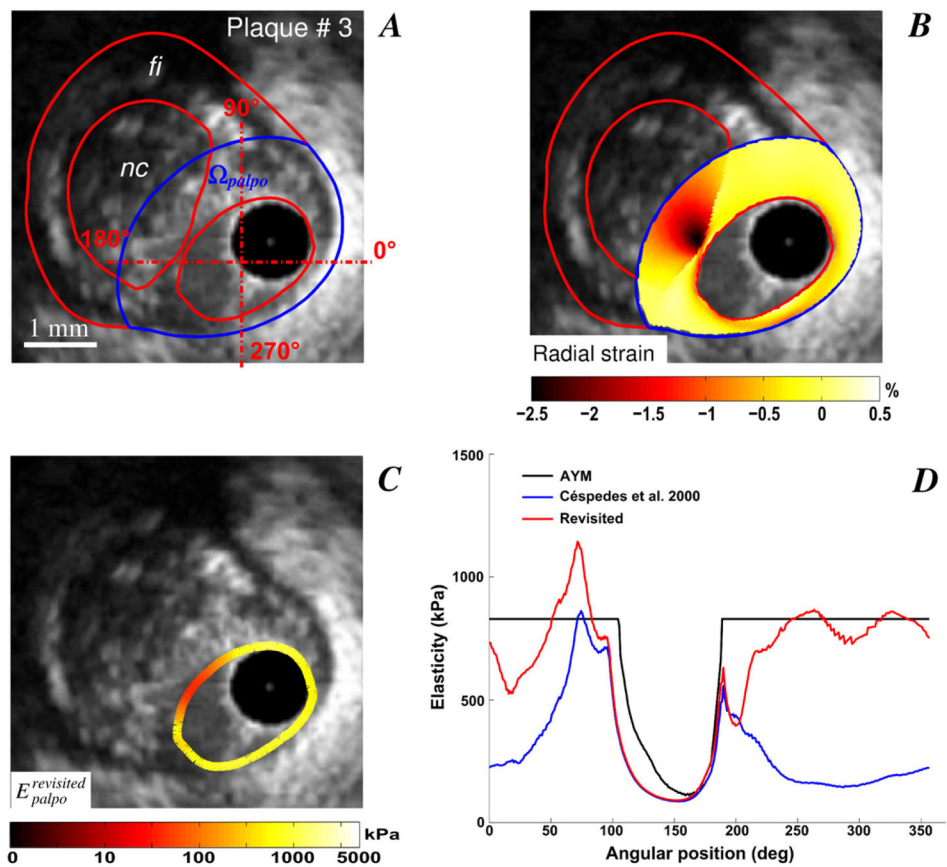 Plaque # 3
A
fi
90°
nc
Ωpalpo
180°
0°
1 mm
270°
B
Radial strain
%
−2.5 −2 −1.5 −1 −0.5 0 0.5
C
E revisited palpo
kPa
0 10 100 1000 5000
D
1500
AYM
Céspedes et al. 2000
Revisited
1000
500
0
Elasticity (kPa)
0 50 100 150 200 250 300 350
Angular position (deg)